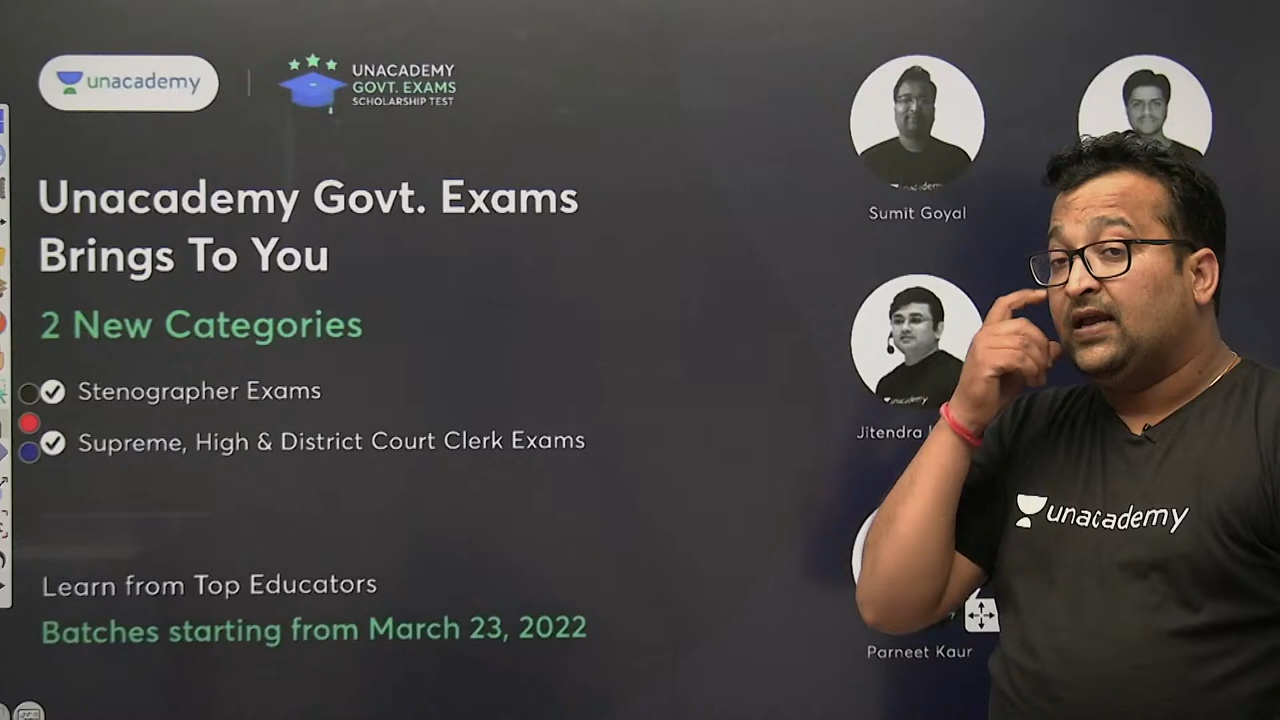 unacademy
UNACADEMY
GOVT. EXAMS
SCHOLARSHIP TEST
Unacademy Govt. Exams
Brings To You
2 New Categories
Stenographer Exams
Supreme, High & District Court Clerk Exams
Learn from Top Educators
Batches starting from March 23, 2022
Sumit Goyal
Jitendra
Parneet Kaur
unacademy